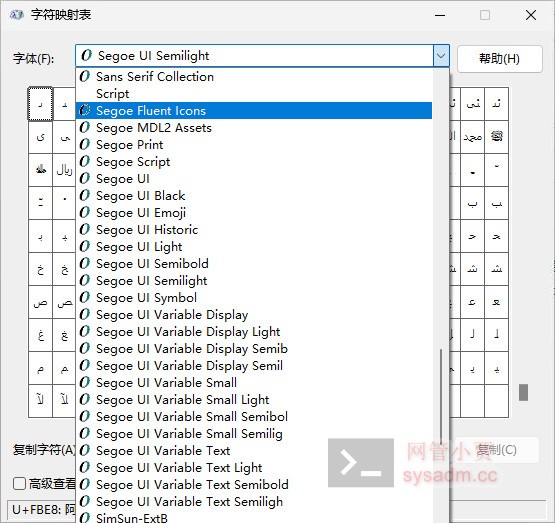 字符映射表
字体(F):
Segoe UI Semilight
帮助(H)
Sans Serif Collection
Script
Segoe Fluent Icons
Segoe MDL2 Assets
Segoe Print
Segoe Script
Segoe UI
Segoe UI Black
Segoe UI Emoji
Segoe UI Historic
Segoe UI Light
Segoe UI Semibold
Segoe UI Semilight
Segoe UI Symbol
Segoe UI Variable Display
Segoe UI Variable Display Light
Segoe UI Variable Display Semib
Segoe UI Variable Display Semil
Segoe UI Variable Small
Segoe UI Variable Small Light
Segoe UI Variable Small Semibol
Segoe UI Variable Small Semilig
Segoe UI Variable Text
Segoe UI Variable Text Light
Segoe UI Variable Text Semibold
Segoe UI Variable Text Semiligh
SimSun-ExtB
复制字符(A)
复制(C)
高级查看
U+FBE8: 阿
网管小贾
sysadm.cc